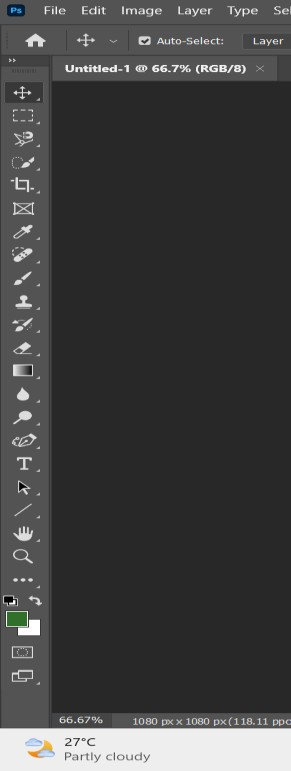 Ps File Edit Image Layer Type
Auto-Select: Layer
Untitled-1 @ 66.7% (RGB/8) ×
T
66.67% 1080 px x 1080 px (118.11 ppc
27°C
Partly cloudy